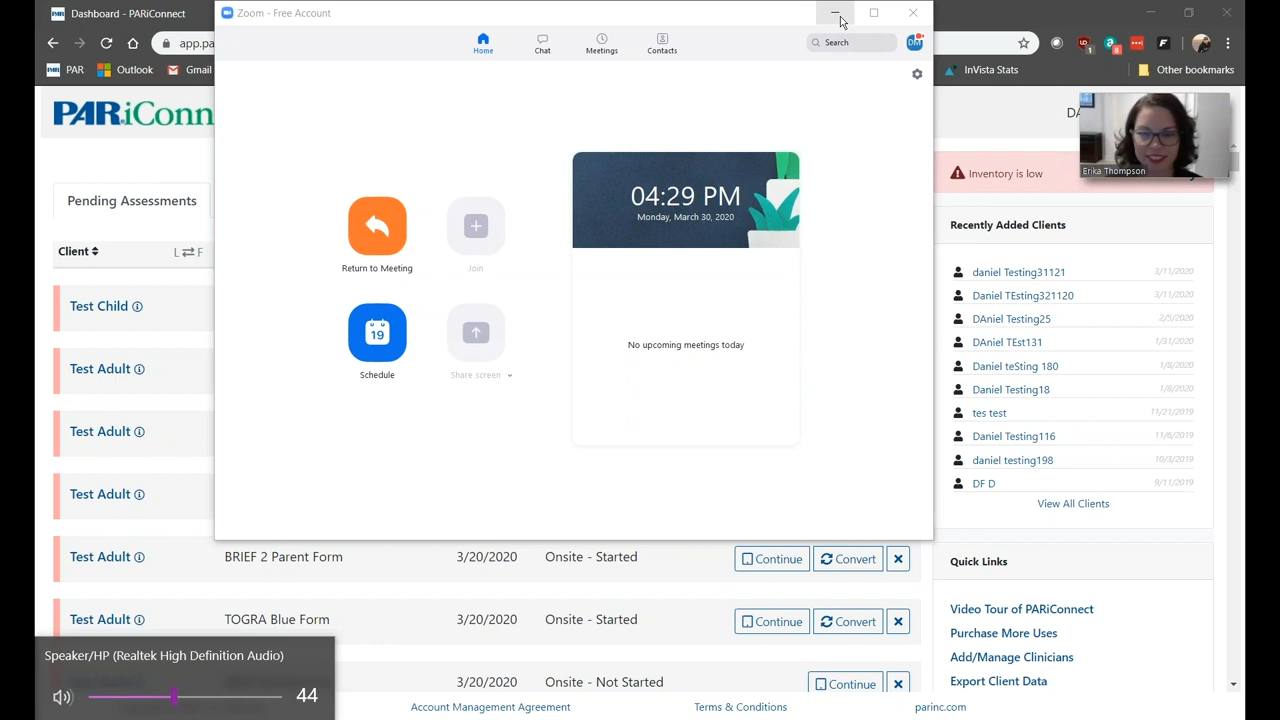 Dashboard - PARiConnect
Zoom - Free Account
app.pa
Home
Chat
Meetings
Contacts
Search
DM
PAR
Outlook
Gmail
InVista Stats
Other bookmarks
PARiConn
DA
Erika Thompson
Inventory is low
Pending Assessments
Client
L
F
04:29 PM
Monday, March 30, 2020
Return to Meeting
Join
19
Schedule
Share screen
No upcoming meetings today
Recently Added Clients
daniel Testing31121 3/11/2020
Daniel TEsting321120 3/11/2020
DAniel Testing25 2/5/2020
DAniel TEst131 1/31/2020
Daniel teSting 180 1/8/2020
Daniel Testing18 1/8/2020
tes test 11/21/2019
Daniel Testing116 11/6/2019
daniel testing198 10/3/2019
DF D 9/11/2019
View All Clients
Test Child
Test Adult
Test Adult
Test Adult
Test Adult BRIEF 2 Parent Form 3/20/2020 Onsite - Started Continue Convert
Test Adult TOGRA Blue Form 3/20/2020 Onsite - Started Continue Convert
3/20/2020 Onsite - Not Started Continue
Quick Links
Video Tour of PARiConnect
Purchase More Uses
Add/Manage Clinicians
Export Client Data
Speaker/HP (Realtek High Definition Audio)
44
Account Management Agreement
Terms & Conditions
parinc.com